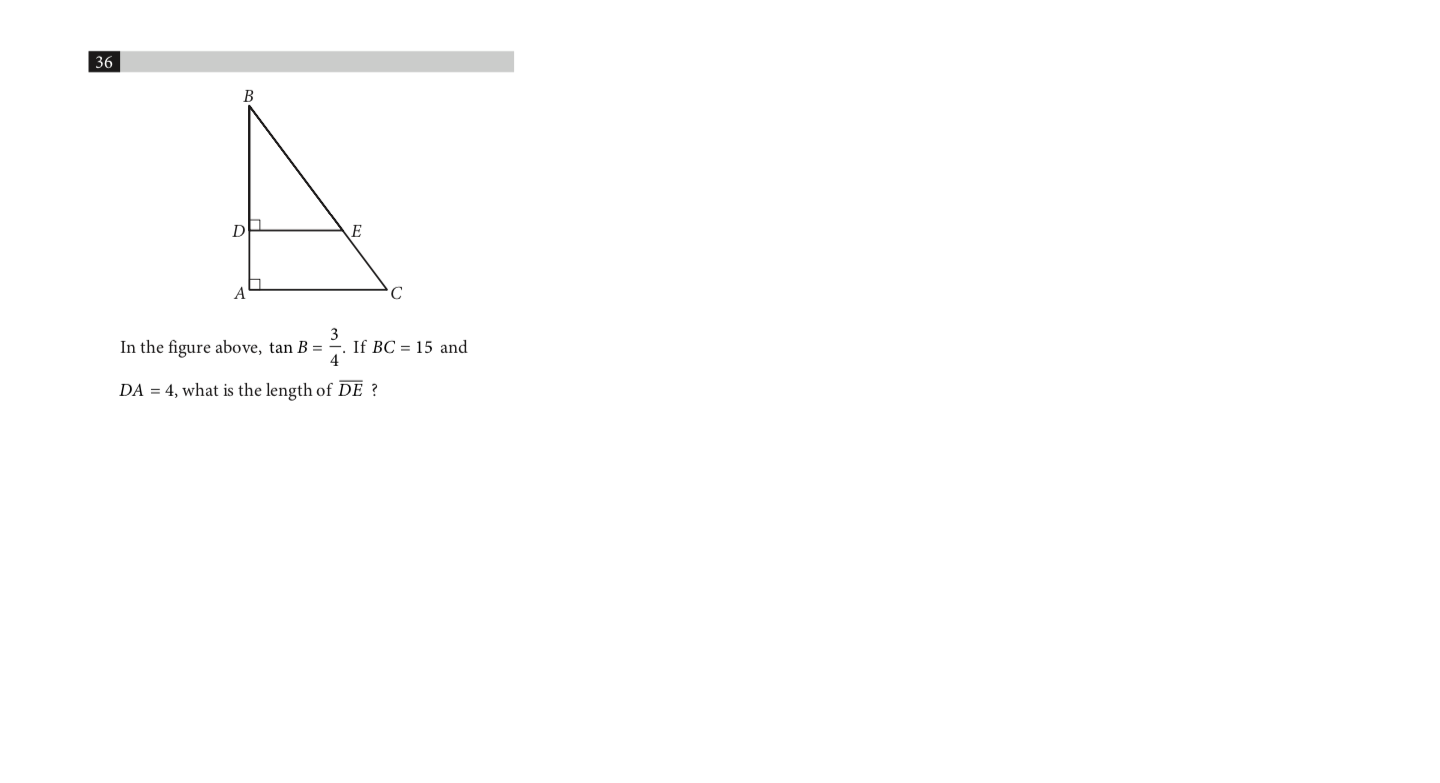 36
B
D
E
A
C
In the figure above, tan B = 3/4. If BC = 15 and
DA = 4, what is the length of D̅E̅ ?